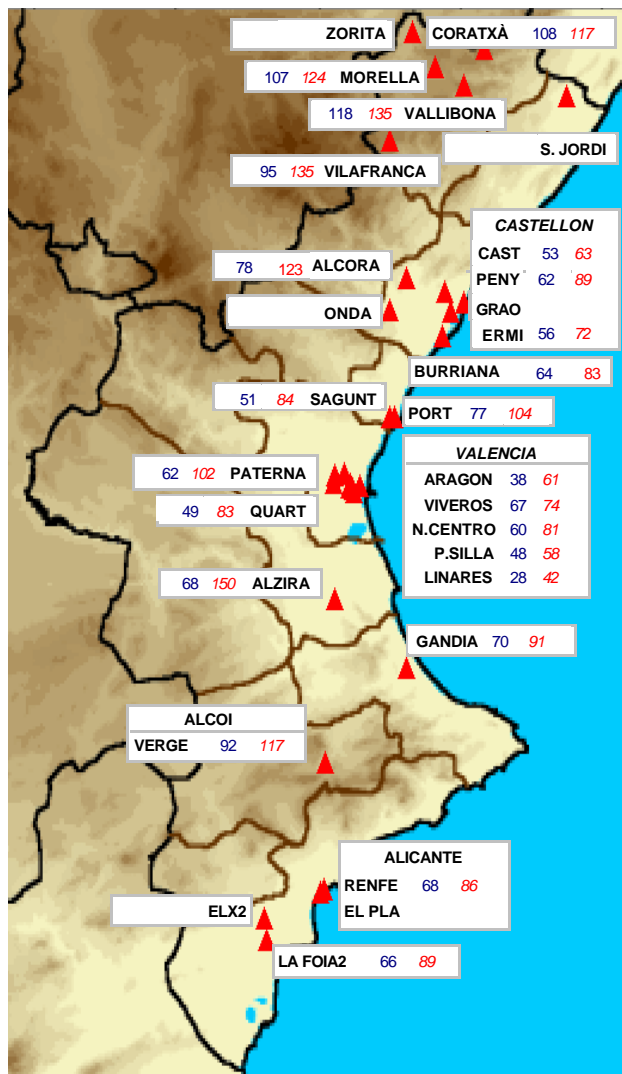 ZORITA
CORATXÀ 108 117
107 124 MORELLA
118 135 VALLIBONA
S. JORDI
95 135 VILAFRANCA
CASTELLON
CAST 53 63
PENY 62 89
GRAO
ERMI 56 72
78 123 ALCORA
ONDA
BURRIANA 64 83
51 84 SAGUNT
PORT 77 104
VALENCIA
ARAGON 38 61
VIVEROS 67 74
N.CENTRO 60 81
P.SILLA 48 58
LINARES 28 42
62 102 PATERNA
49 83 QUART
68 150 ALZIRA
GANDIA 70 91
ALCOI
VERGE 92 117
ALICANTE
RENFE 68 86
EL PLA
ELX2
LA FOIA2 66 89